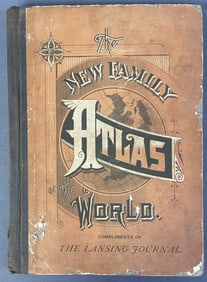 The
NEW FAMILY
ATLAS
OF THE
WORLD.
COMPLIMENTS OF
THE LANSING JOURNAL.